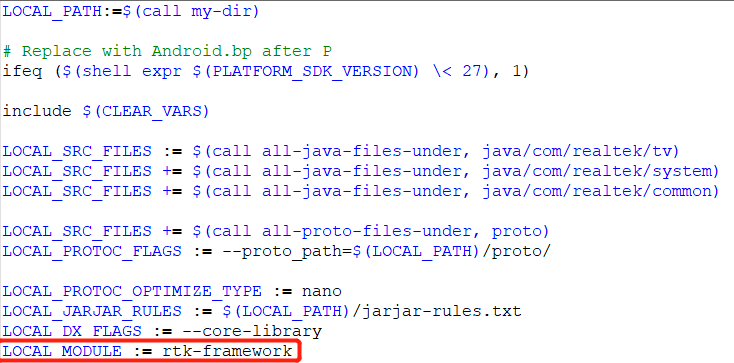 LOCAL_PATH:=$(call my-dir)
# Replace with Android.bp after P
ifeq ($(shell expr $(PLATFORM_SDK_VERSION) \< 27), 1)
include $(CLEAR_VARS)
LOCAL_SRC_FILES := $(call all-java-files-under, java/com/realtek/tv)
LOCAL_SRC_FILES += $(call all-java-files-under, java/com/realtek/system)
LOCAL_SRC_FILES += $(call all-java-files-under, java/com/realtek/common)
LOCAL_SRC_FILES += $(call all-proto-files-under, proto)
LOCAL_PROTOC_FLAGS := --proto_path=$(LOCAL_PATH)/proto/
LOCAL_PROTOC_OPTIMIZE_TYPE := nano
LOCAL_JARJAR_RULES := $(LOCAL_PATH)/jarjar-rules.txt
LOCAL_DX_FLAGS := --core-library
LOCAL_MODULE := rtk-framework